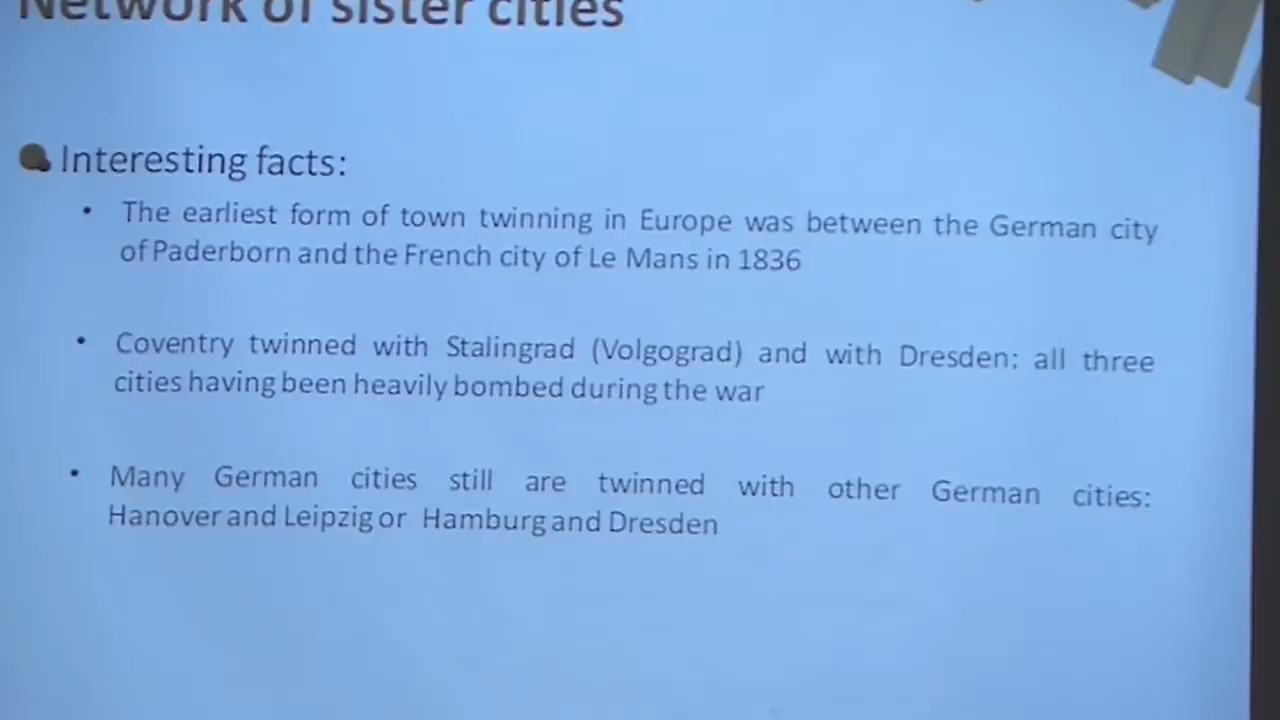 Network of sister cities
Interesting facts:
• The earliest form of town twinning in Europe was between the German city
of Paderborn and the French city of Le Mans in 1836
• Coventry twinned with Stalingrad (Volgograd) and with Dresden: all three
cities having been heavily bombed during the war
• Many German cities still are twinned with other German cities:
Hanover and Leipzig or Hamburg and Dresden